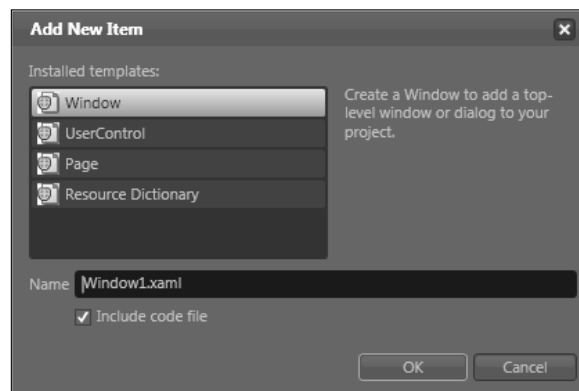 Add New Item
Installed templates:
Window
UserControl
Page
Resource Dictionary
Create a Window to add a top-
level window or dialog to your
project.
Name Window1.xaml
Include code file
OK Cancel